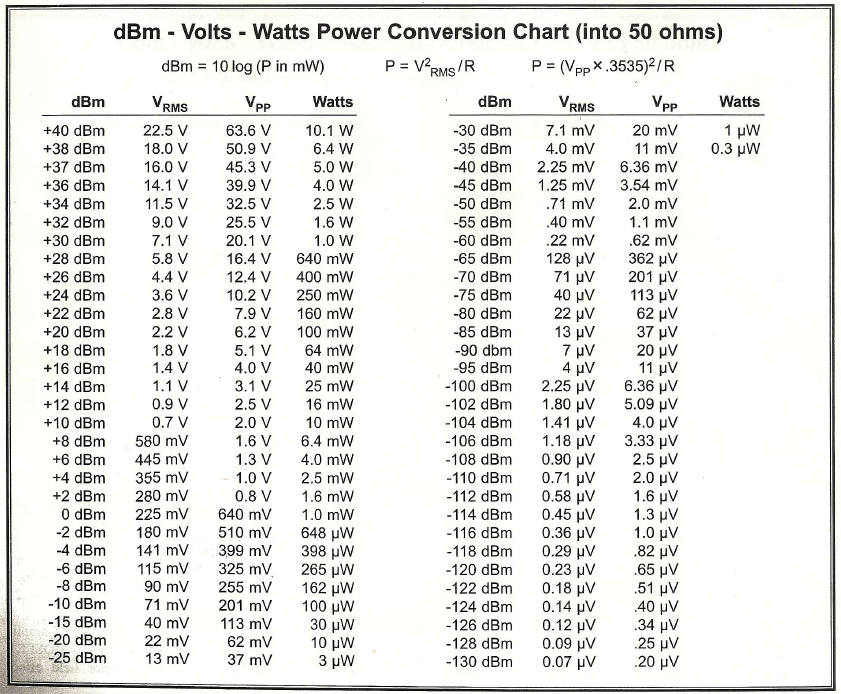 dBm - Volts - Watts Power Conversion Chart (into 50 ohms)
dBm = 10 log (P in mW) P = V²RMS/R P = (VPP × .3535)²/R
dBm VRMS VPP Watts
+40 dBm 22.5 V 63.6 V 10.1 W
+38 dBm 18.0 V 50.9 V 6.4 W
+37 dBm 16.0 V 45.3 V 5.0 W
+36 dBm 14.1 V 39.9 V 4.0 W
+34 dBm 11.5 V 32.5 V 2.5 W
+32 dBm 9.0 V 25.5 V 1.6 W
+30 dBm 7.1 V 20.1 V 1.0 W
+28 dBm 5.8 V 16.4 V 640 mW
+26 dBm 4.4 V 12.4 V 400 mW
+24 dBm 3.6 V 10.2 V 250 mW
+22 dBm 2.8 V 7.9 V 160 mW
+20 dBm 2.2 V 6.2 V 100 mW
+18 dBm 1.8 V 5.1 V 64 mW
+16 dBm 1.4 V 4.0 V 40 mW
+14 dBm 1.1 V 3.1 V 25 mW
+12 dBm 0.9 V 2.5 V 16 mW
+10 dBm 0.7 V 2.0 V 10 mW
+8 dBm 580 mV 1.6 V 6.4 mW
+6 dBm 445 mV 1.3 V 4.0 mW
+4 dBm 355 mV 1.0 V 2.5 mW
+2 dBm 280 mV 0.8 V 1.6 mW
0 dBm 225 mV 640 mV 1.0 mW
-2 dBm 180 mV 510 mV 648 µW
-4 dBm 141 mV 399 mV 398 µW
-6 dBm 115 mV 325 mV 265 µW
-8 dBm 90 mV 255 mV 162 µW
-10 dBm 71 mV 201 mV 100 µW
-15 dBm 40 mV 113 mV 30 µW
-20 dBm 22 mV 62 mV 10 µW
-25 dBm 13 mV 37 mV 3 µW
dBm VRMS VPP Watts
-30 dBm 7.1 mV 20 mV 1 µW
-35 dBm 4.0 mV 11 mV 0.3 µW
-40 dBm 2.25 mV 6.36 mV
-45 dBm 1.25 mV 3.54 mV
-50 dBm .71 mV 2.0 mV
-55 dBm .40 mV 1.1 mV
-60 dBm .22 mV .62 mV
-65 dBm 128 µV 362 µV
-70 dBm 71 µV 201 µV
-75 dBm 40 µV 113 µV
-80 dBm 22 µV 62 µV
-85 dBm 13 µV 37 µV
-90 dbm 7 µV 20 µV
-95 dBm 4 µV 11 µV
-100 dBm 2.25 µV 6.36 µV
-102 dBm 1.80 µV 5.09 µV
-104 dBm 1.41 µV 4.0 µV
-106 dBm 1.18 µV 3.33 µV
-108 dBm 0.90 µV 2.5 µV
-110 dBm 0.71 µV 2.0 µV
-112 dBm 0.58 µV 1.6 µV
-114 dBm 0.45 µV 1.3 µV
-116 dBm 0.36 µV 1.0 µV
-118 dBm 0.29 µV .82 µV
-120 dBm 0.23 µV .65 µV
-122 dBm 0.18 µV .51 µV
-124 dBm 0.14 µV .40 µV
-126 dBm 0.12 µV .34 µV
-128 dBm 0.09 µV .25 µV
-130 dBm 0.07 µV .20 µV